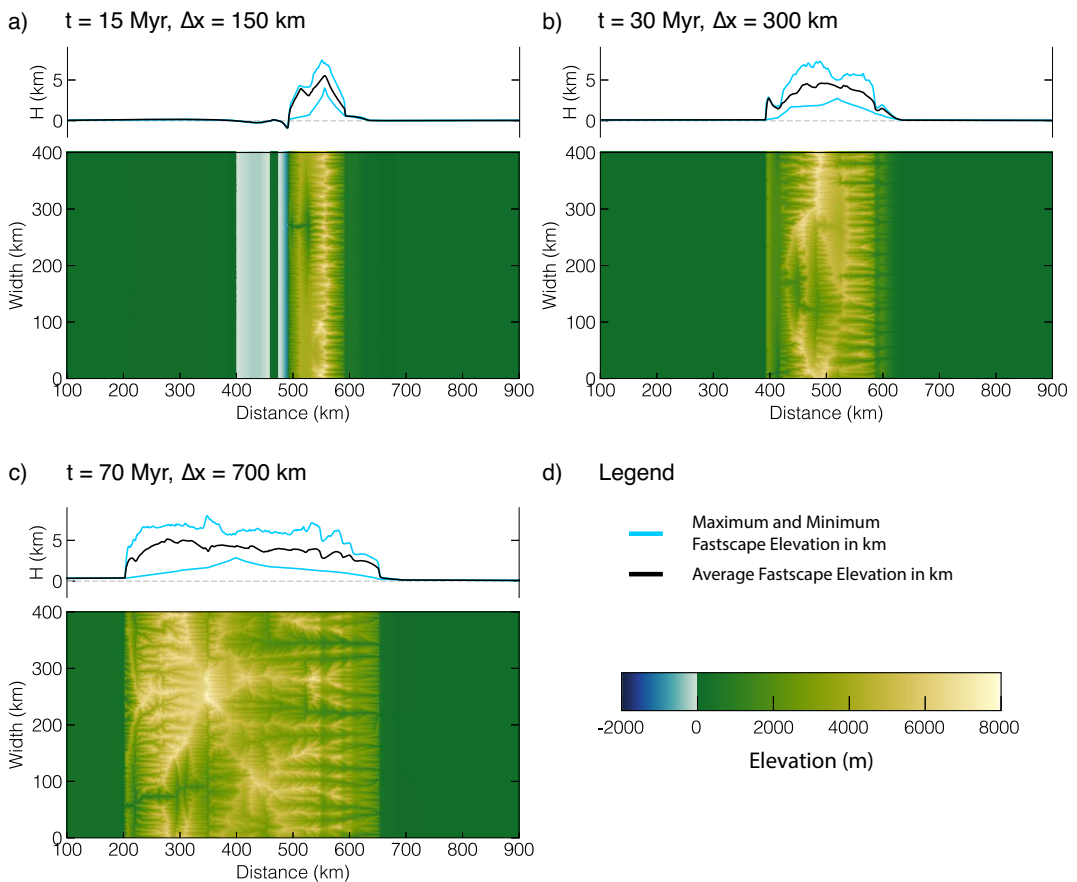 a) t = 15 Myr, Δx = 150 km
H (km)
5
0
Width (km)
400
300
200
100
0
100 200 300 400 500 600 700 800 900
Distance (km)
b) t = 30 Myr, Δx = 300 km
H (km)
5
0
Width (km)
400
300
200
100
0
100 200 300 400 500 600 700 800 900
Distance (km)
c) t = 70 Myr, Δx = 700 km
H (km)
5
0
Width (km)
400
300
200
100
0
100 200 300 400 500 600 700 800 900
Distance (km)
d) Legend
Maximum and Minimum
Fastscape Elevation in km
Average Fastscape Elevation in km
-2000 0 2000 4000 6000 8000
Elevation (m)